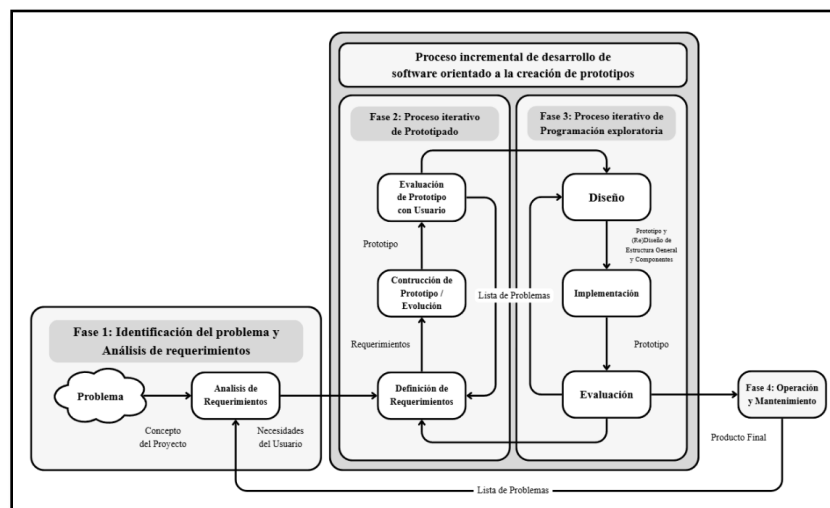 Proceso incremental de desarrollo de
software orientado a la creación de prototipos
Fase 2: Proceso iterativo
de Prototipado
Fase 3: Proceso iterativo de
Programación exploratoria
Evaluación
de Prototipo
con Usuario
Diseño
Prototipo
Prototipo y
(Re)Diseño de
Estructura General
y Componentes
Contrucción de
Prototipo /
Evolución
Lista de Problemas
Implementación
Fase 1: Identificación del problema y
Análisis de requerimientos
Requerimientos
Prototipo
Problema
Analisis de
Requerimientos
Definición de
Requerimientos
Evaluación
Fase 4: Operación
y Mantenimiento
Concepto
del Proyecto
Necesidades
del Usuario
Producto Final
Lista de Problemas